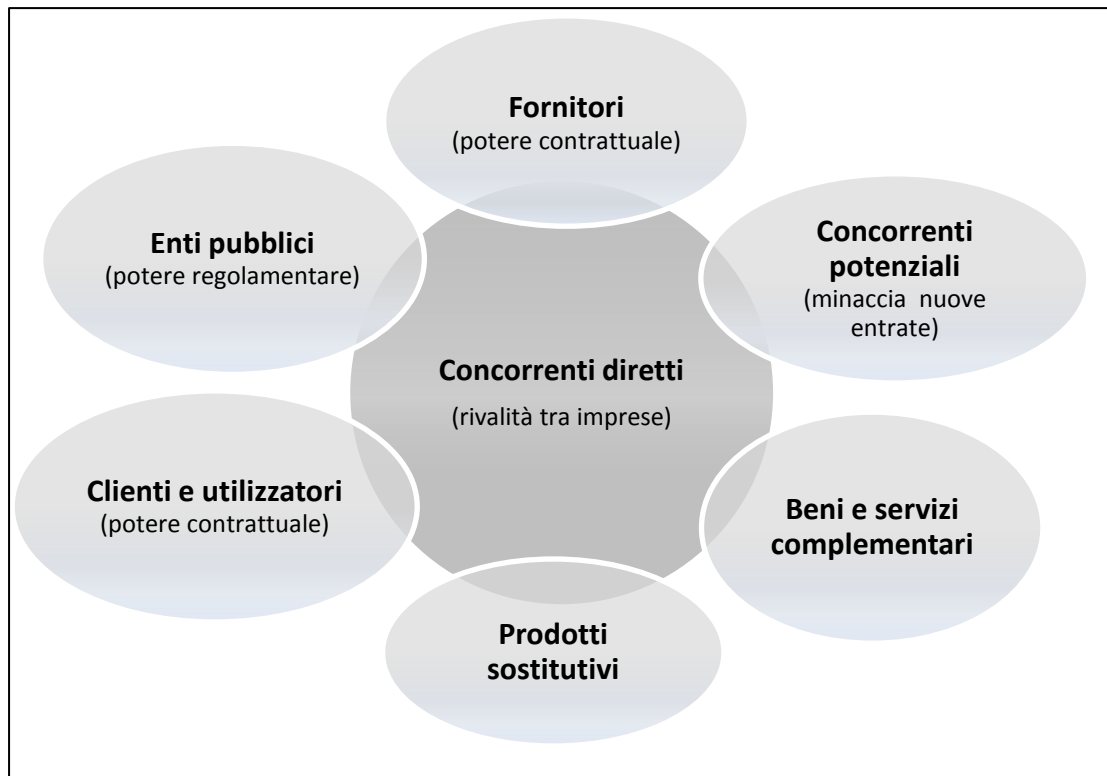 Fornitori
(potere contrattuale)
Enti pubblici
(potere regolamentare)
Concorrenti
potenziali
(minaccia nuove
entrate)
Concorrenti diretti
(rivalità tra imprese)
Clienti e utilizzatori
(potere contrattuale)
Beni e servizi
complementari
Prodotti
sostitutivi